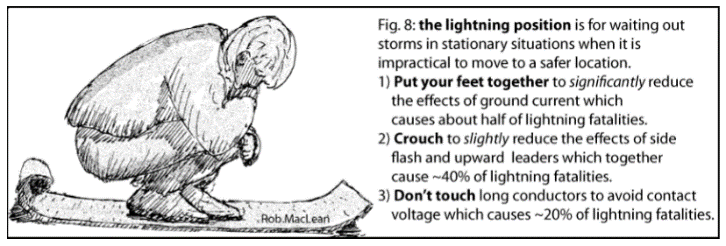 Fig. 8: the lightning position is for waiting out
storms in stationary situations when it is
impractical to move to a safer location.
1) Put your feet together to significantly reduce
the effects of ground current which
causes about half of lightning fatalities.
2) Crouch to slightly reduce the effects of side
flash and upward leaders which together
cause ~40% of lightning fatalities.
3) Don't touch long conductors to avoid contact
voltage which causes ~20% of lightning fatalities.
Rob MacLean